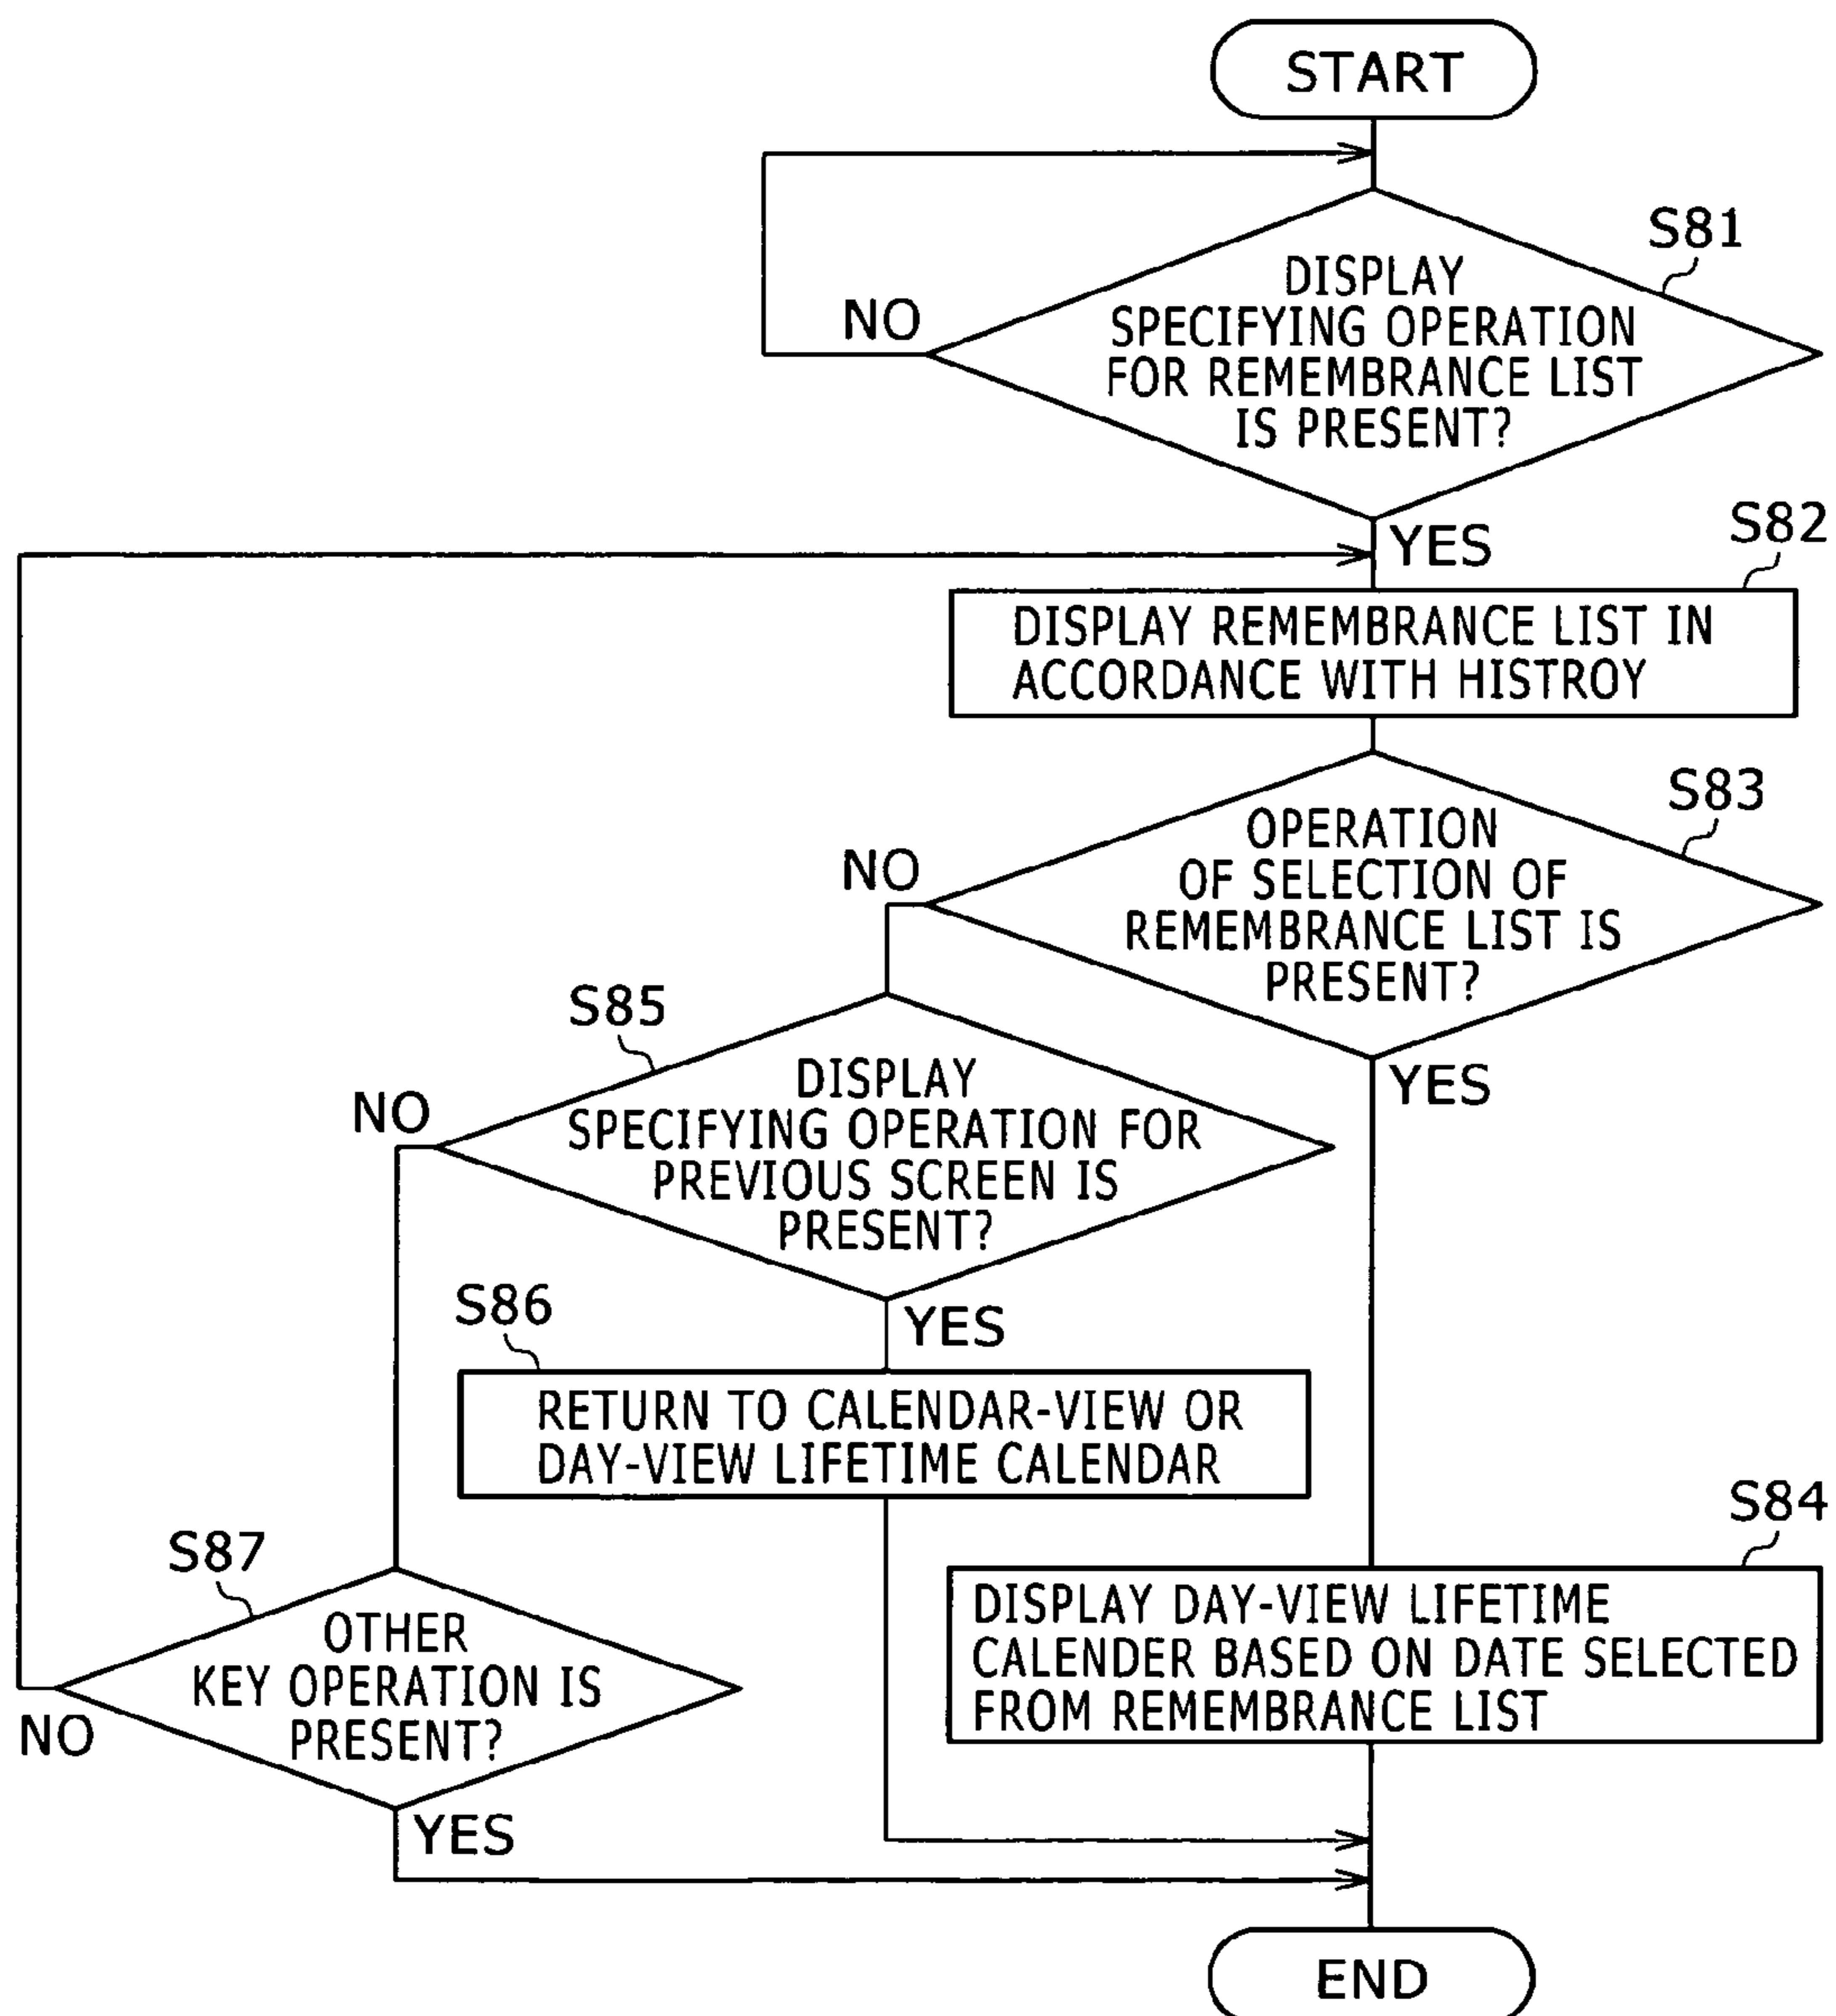 START
S81
DISPLAY
SPECIFYING OPERATION
FOR REMEMBRANCE LIST
IS PRESENT?
NO
YES
S82
DISPLAY REMEMBRANCE LIST IN
ACCORDANCE WITH HISTROY
S83
OPERATION
OF SELECTION OF
REMEMBRANCE LIST IS
PRESENT?
NO
YES
S85
DISPLAY
SPECIFYING OPERATION FOR
PREVIOUS SCREEN IS
PRESENT?
NO
YES
S86
RETURN TO CALENDAR-VIEW OR
DAY-VIEW LIFETIME CALENDAR
S84
DISPLAY DAY-VIEW LIFETIME
CALENDER BASED ON DATE SELECTED
FROM REMEMBRANCE LIST
S87
OTHER
KEY OPERATION IS
PRESENT?
NO
YES
END